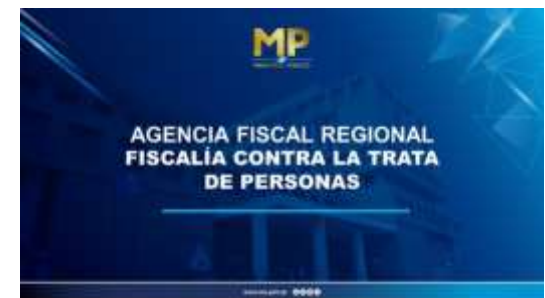 MP
AGENCIA FISCAL REGIONAL
FISCALÍA CONTRA LA TRATA
DE PERSONAS